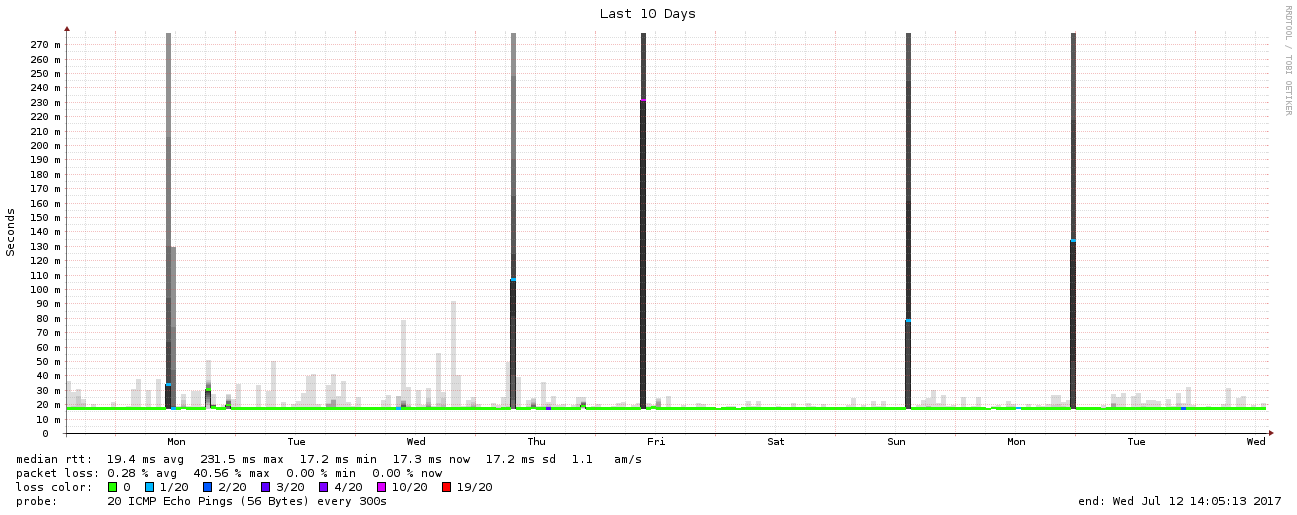 Last 10 Days
RRDTOOL / TOBI OETIKER
Seconds
270 m
260 m
250 m
240 m
230 m
220 m
210 m
200 m
190 m
180 m
170 m
160 m
150 m
140 m
130 m
120 m
110 m
100 m
90 m
80 m
70 m
60 m
50 m
40 m
30 m
20 m
10 m
0
Mon Tue Wed Thu Fri Sat Sun Mon Tue Wed
median rtt: 19.4 ms avg 231.5 ms max 17.2 ms min 17.3 ms now 17.2 ms sd 1.1 am/s
packet loss: 0.28 % avg 40.56 % max 0.00 % min 0.00 % now
loss color: 0 1/20 2/20 3/20 4/20 10/20 19/20
probe: 20 ICMP Echo Pings (56 Bytes) every 300s end: Wed Jul 12 14:05:13 2017